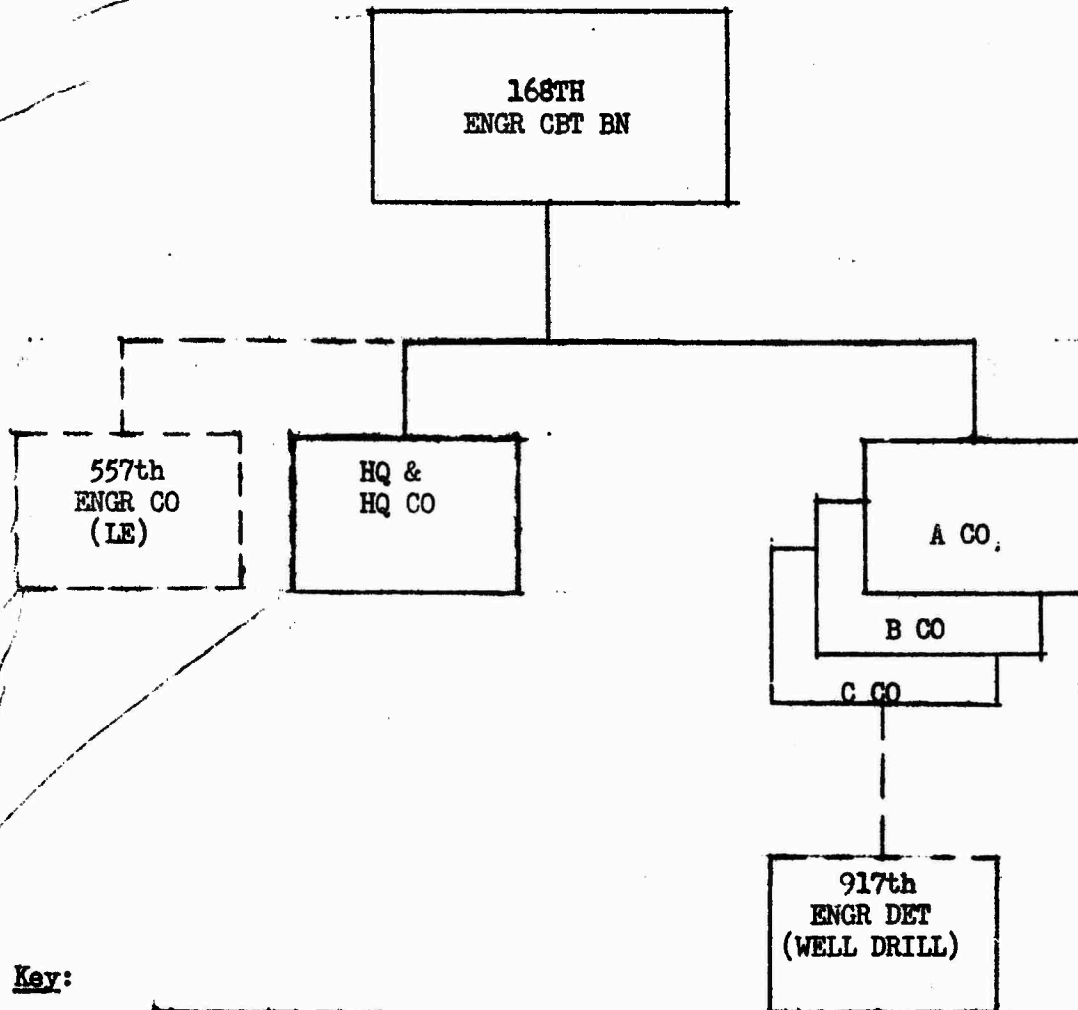 168TH
ENGR CBT BN
557th
ENGR CO
(LE)
HQ &
HQ CO
A CO.
B CO
C CO
917th
ENGR DET
(WELL DRILL)
Key: